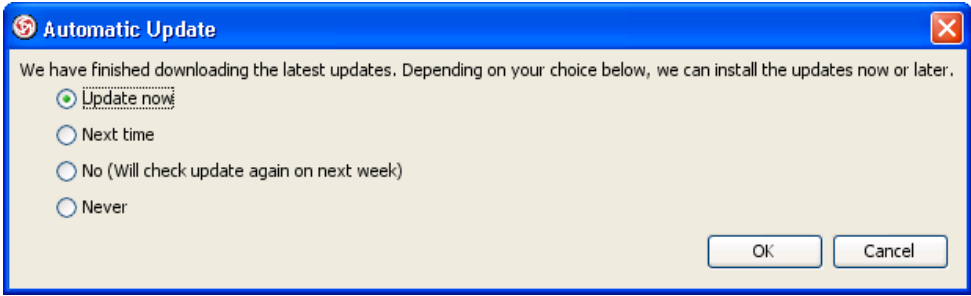 Automatic Update
We have finished downloading the latest updates. Depending on your choice below, we can install the updates now or later.
Update now
Next time
No (Will check update again on next week)
Never
OK Cancel